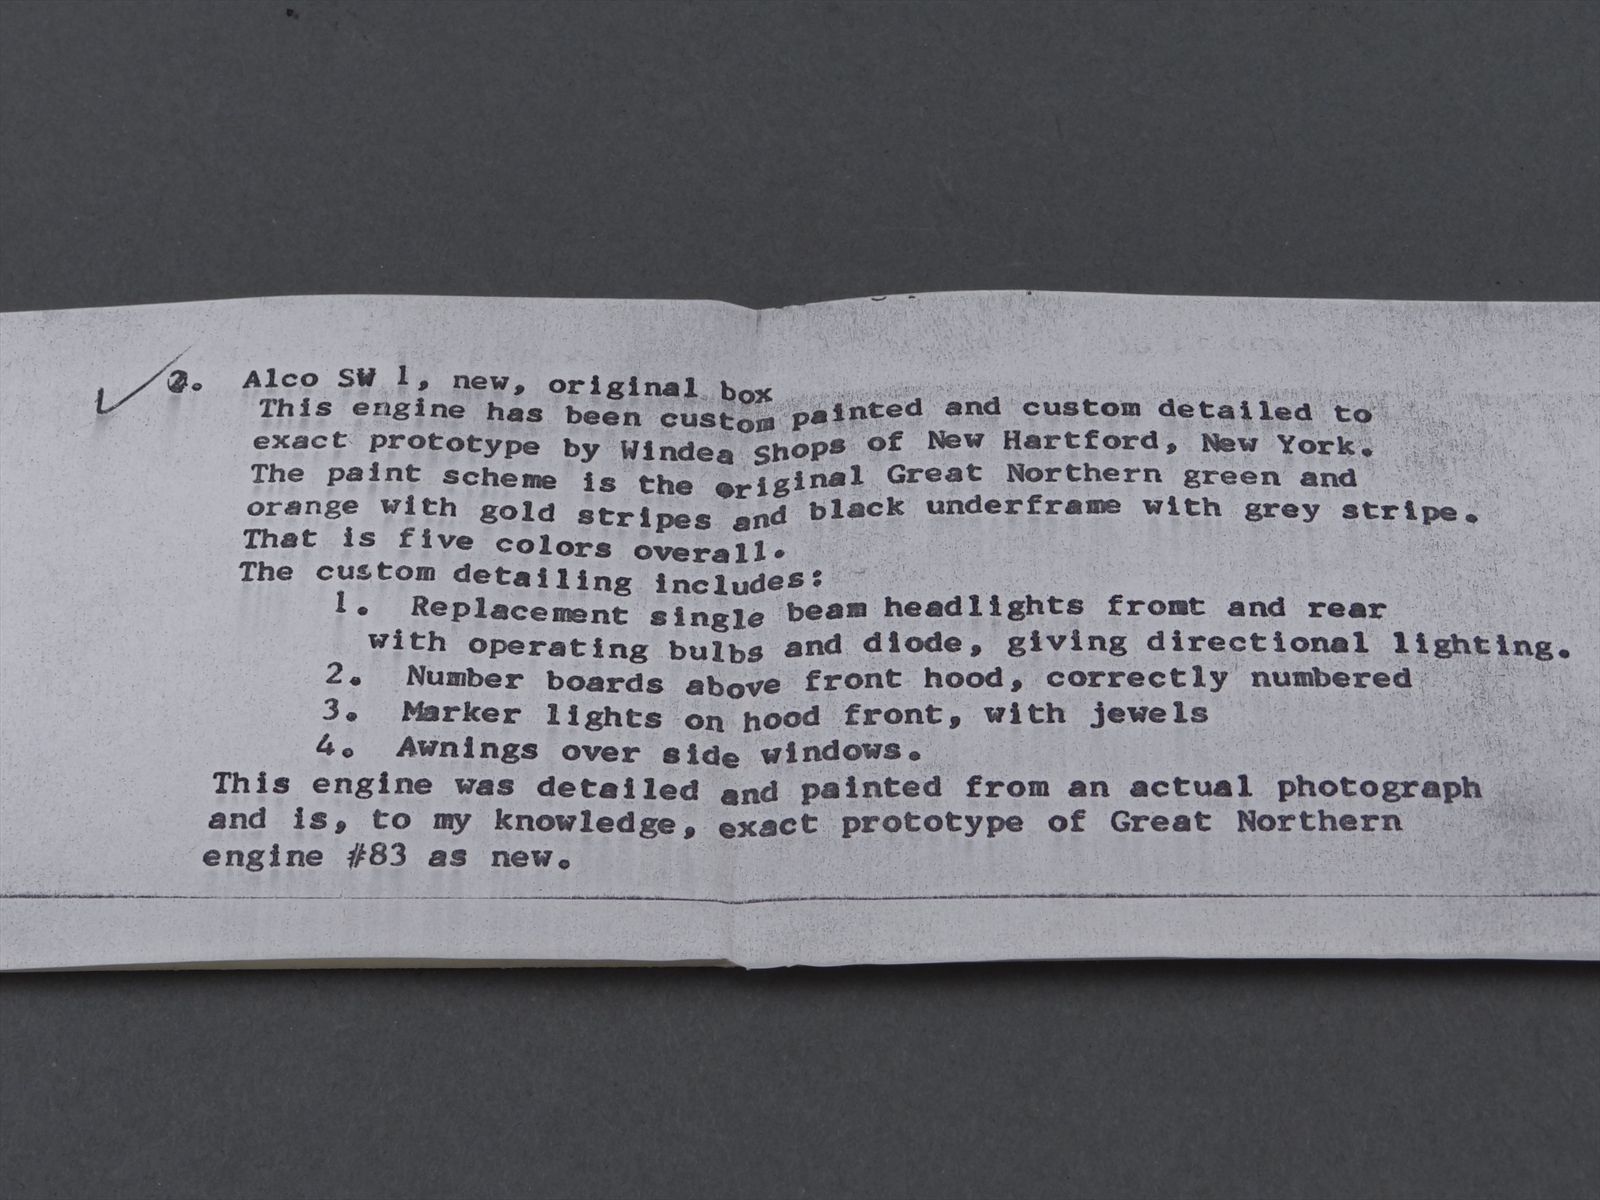 2. Alco SW 1, new, original box
This engine has been custom painted and custom detailed to
exact prototype by Windea Shops of New Hartford, New York.
The paint scheme is the original Great Northern green and
orange with gold stripes and black underframe with grey stripe.
That is five colors overall.
The custom detailing includes:
1. Replacement single beam headlights front and rear
with operating bulbs and diode, giving directional lighting.
2. Number boards above front hood, correctly numbered
3. Marker lights on hood front, with jewels
4. Awnings over side windows.
This engine was detailed and painted from an actual photograph
and is, to my knowledge, exact prototype of Great Northern
engine #83 as new.